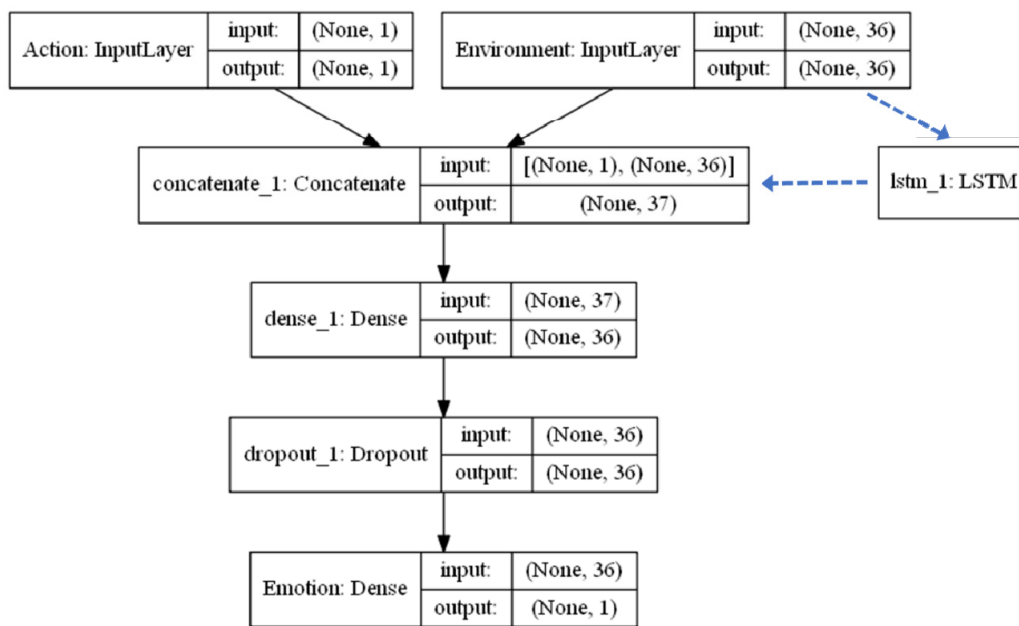 Action: InputLayer
input: (None, 1)
output: (None, 1)
Environment: InputLayer
input: (None, 36)
output: (None, 36)
concatenate_1: Concatenate
input: [(None, 1), (None, 36)]
output: (None, 37)
lstm_1: LSTM
dense_1: Dense
input: (None, 37)
output: (None, 36)
dropout_1: Dropout
input: (None, 36)
output: (None, 36)
Emotion: Dense
input: (None, 36)
output: (None, 1)